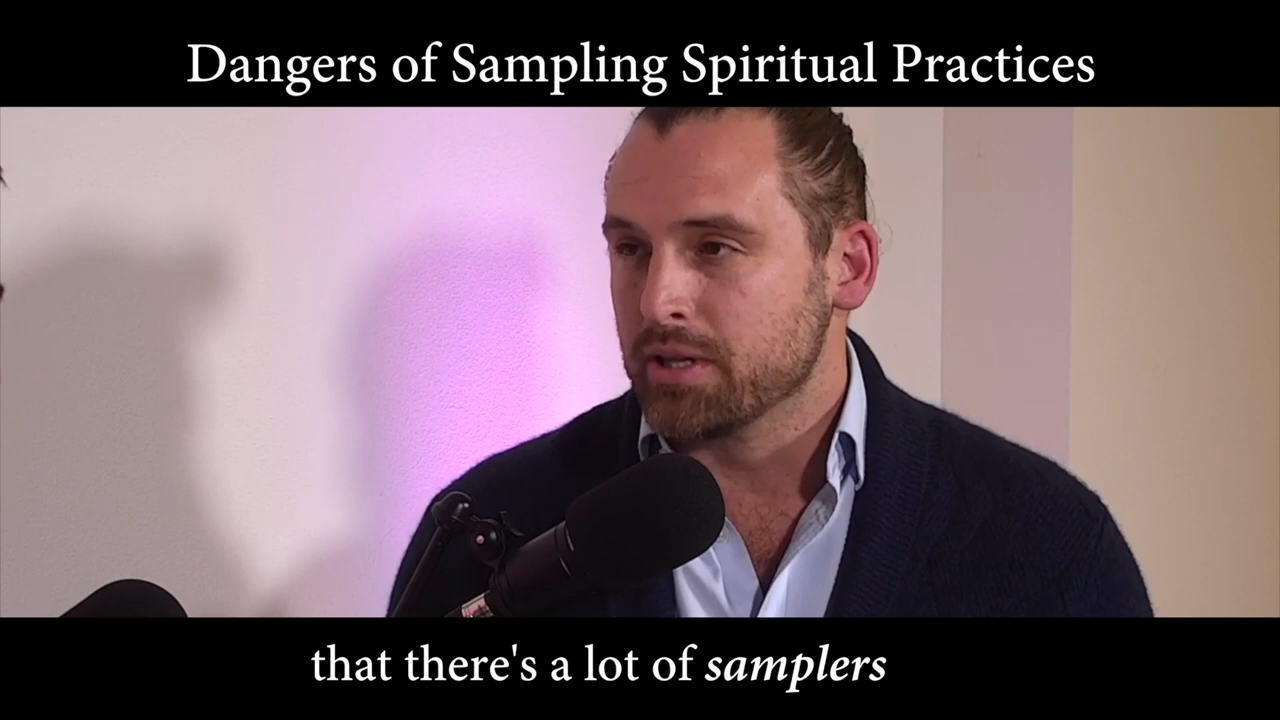 Dangers of Sampling Spiritual Practices
that there's a lot of samplers